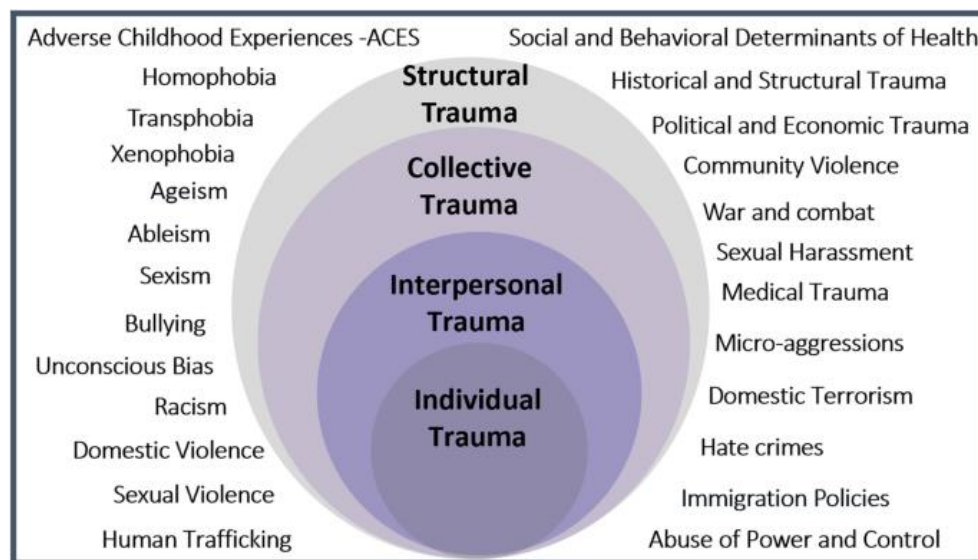 Adverse Childhood Experiences -ACES
Social and Behavioral Determinants of Health
Homophobia
Structural
Trauma
Historical and Structural Trauma
Transphobia
Political and Economic Trauma
Xenophobia
Collective
Trauma
Community Violence
Ageism
War and combat
Ableism
Sexual Harassment
Sexism
Interpersonal
Trauma
Medical Trauma
Bullying
Micro-aggressions
Unconscious Bias
Individual
Trauma
Domestic Terrorism
Racism
Hate crimes
Domestic Violence
Immigration Policies
Sexual Violence
Abuse of Power and Control
Human Trafficking